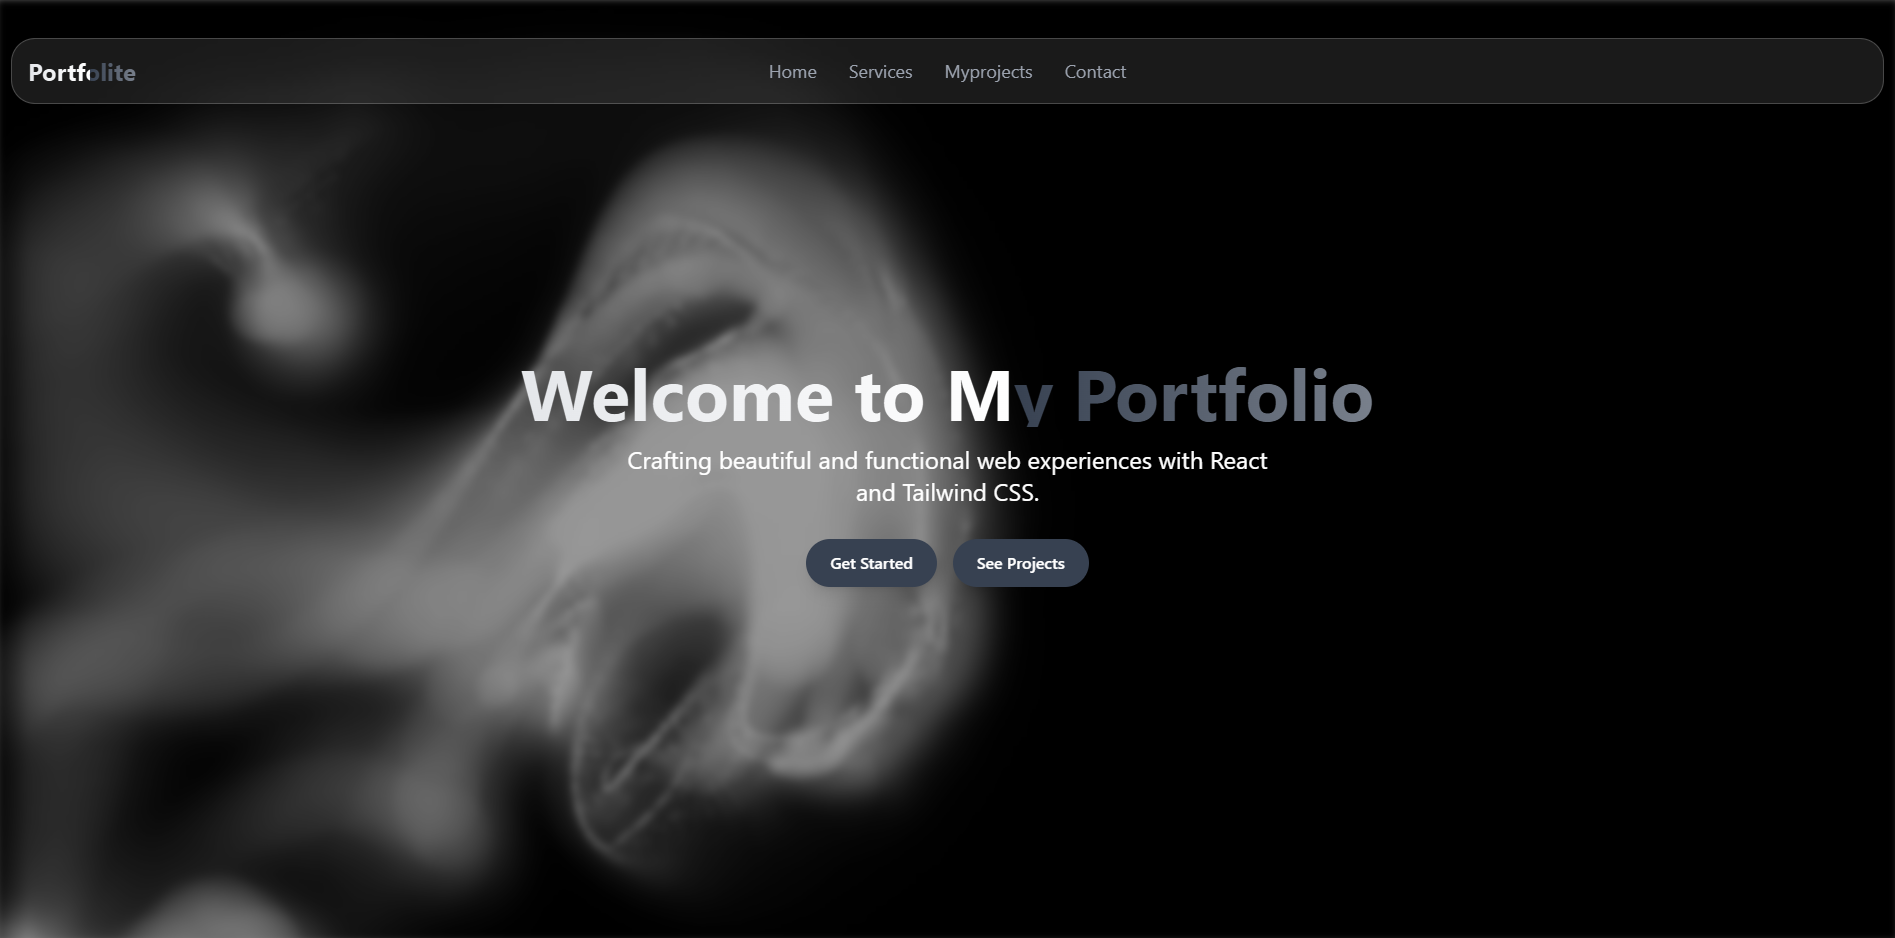 Portfolite
Home Services Myprojects Contact
Welcome to My Portfolio
Crafting beautiful and functional web experiences with React
and Tailwind CSS.
Get Started See Projects